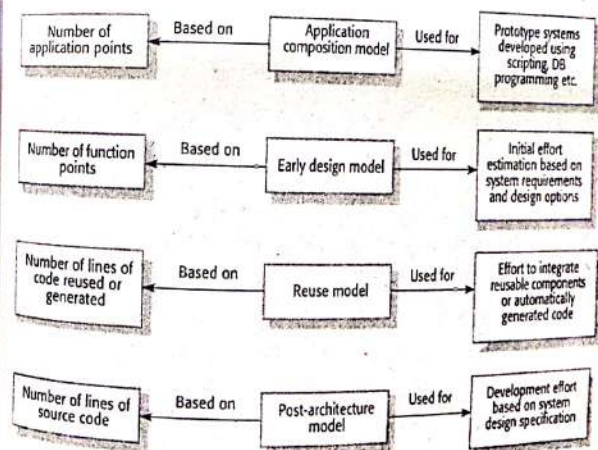 Number of
application points
Based on
Application
composition model
Used for
Prototype systems
developed using
scripting, DB
programming etc.
Number of function
points
Based on
Early design model
Used for
Initial effort
estimation based on
system requirements
and design options
Number of lines of
code reused or
generated
Based on
Reuse model
Used for
Effort to integrate
reusable components
or automatically
generated code
Number of lines of
source code
Based on
Post-architecture
model
Used for
Development effort
based on system
design specification